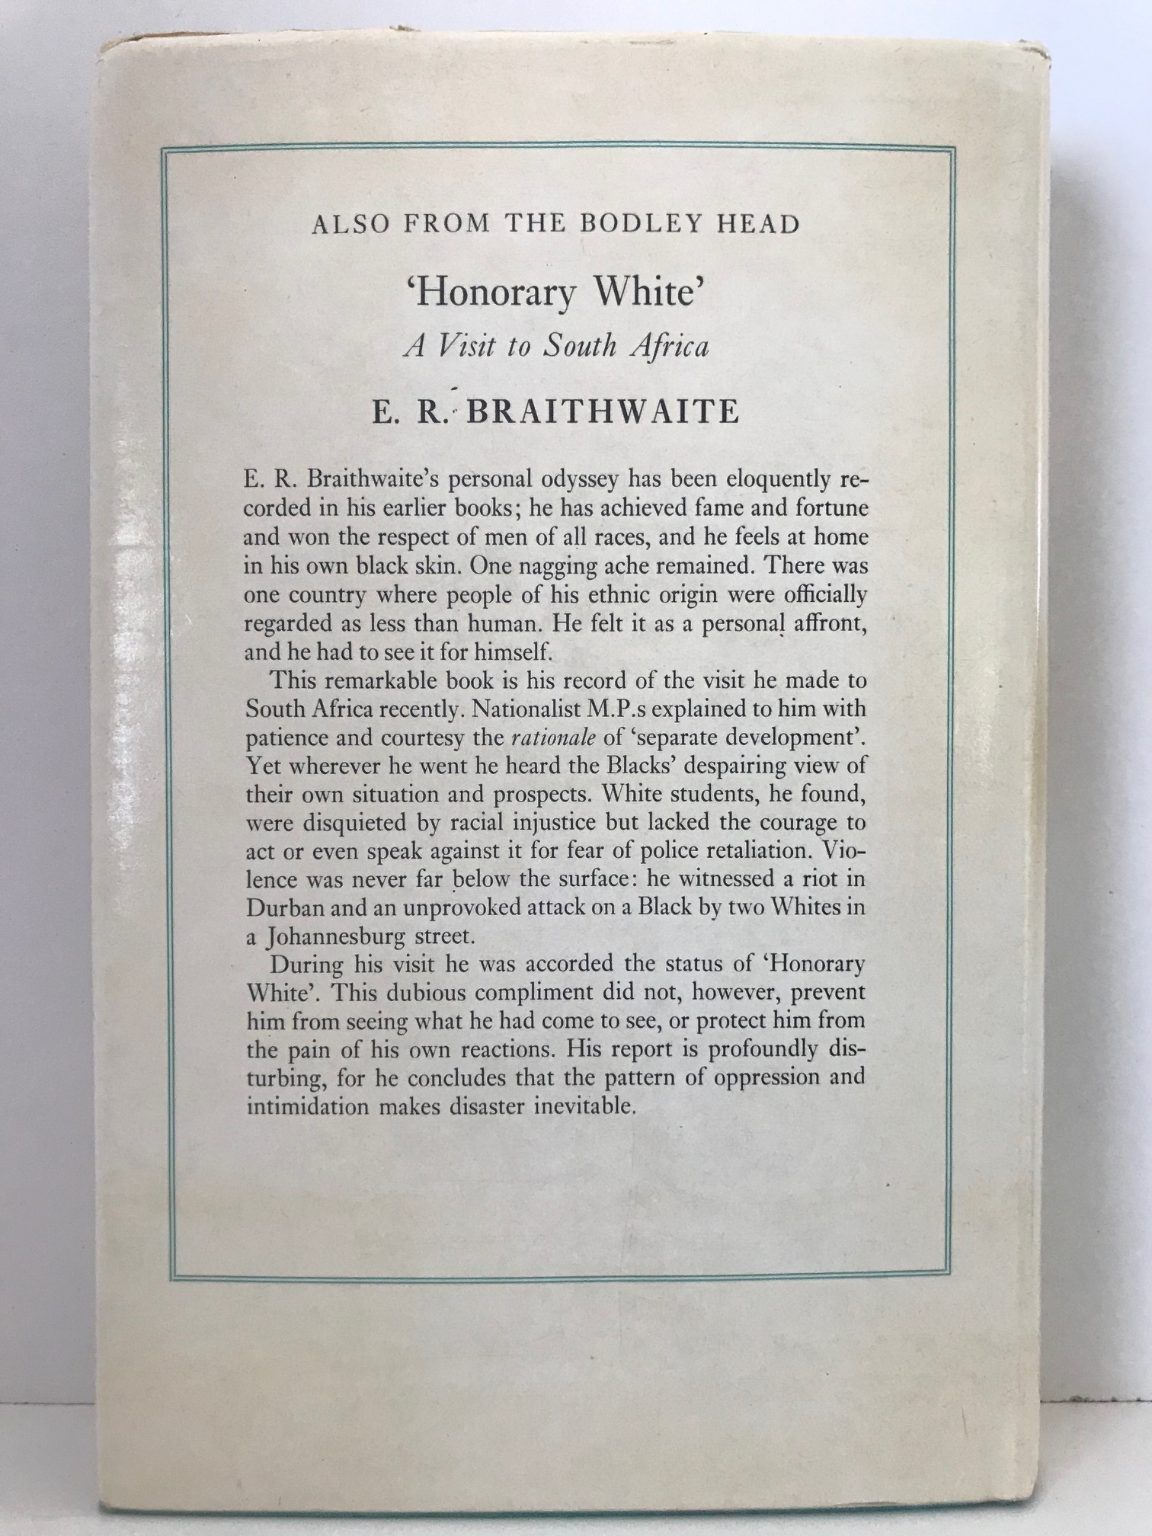 ALSO FROM THE BODLEY HEAD
‘Honorary White’
A Visit to South Africa
E. R. BRAITHWAITE
E. R. Braithwaite’s personal odyssey has been eloquently re-
corded in his earlier books; he has achieved fame and fortune
and won the respect of men of all races, and he feels at home
in his own black skin. One nagging ache remained. There was
one country where people of his ethnic origin were officially
regarded as less than human. He felt it as a personal affront,
and he had to see it for himself.
This remarkable book is his record of the visit he made to
South Africa recently. Nationalist M.P.s explained to him with
patience and courtesy the rationale of ‘separate development’.
Yet wherever he went he heard the Blacks’ despairing view of
their own situation and prospects. White students, he found,
were disquieted by racial injustice but lacked the courage to
act or even speak against it for fear of police retaliation. Vio-
lence was never far below the surface: he witnessed a riot in
Durban and an unprovoked attack on a Black by two Whites in
a Johannesburg street.
During his visit he was accorded the status of ‘Honorary
White’. This dubious compliment did not, however, prevent
him from seeing what he had come to see, or protect him from
the pain of his own reactions. His report is profoundly dis-
turbing, for he concludes that the pattern of oppression and
intimidation makes disaster inevitable.